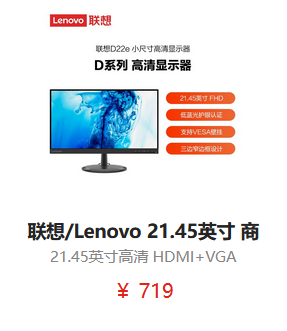 Lenovo 联想
联想D22e 小尺寸高清显示器
D系列 高清显示器
21.45英寸 FHD
低蓝光护眼认证
支持VESA壁挂
三边窄边框设计
联想/Lenovo 21.45英寸 商
21.45英寸高清 HDMI+VGA
¥ 719